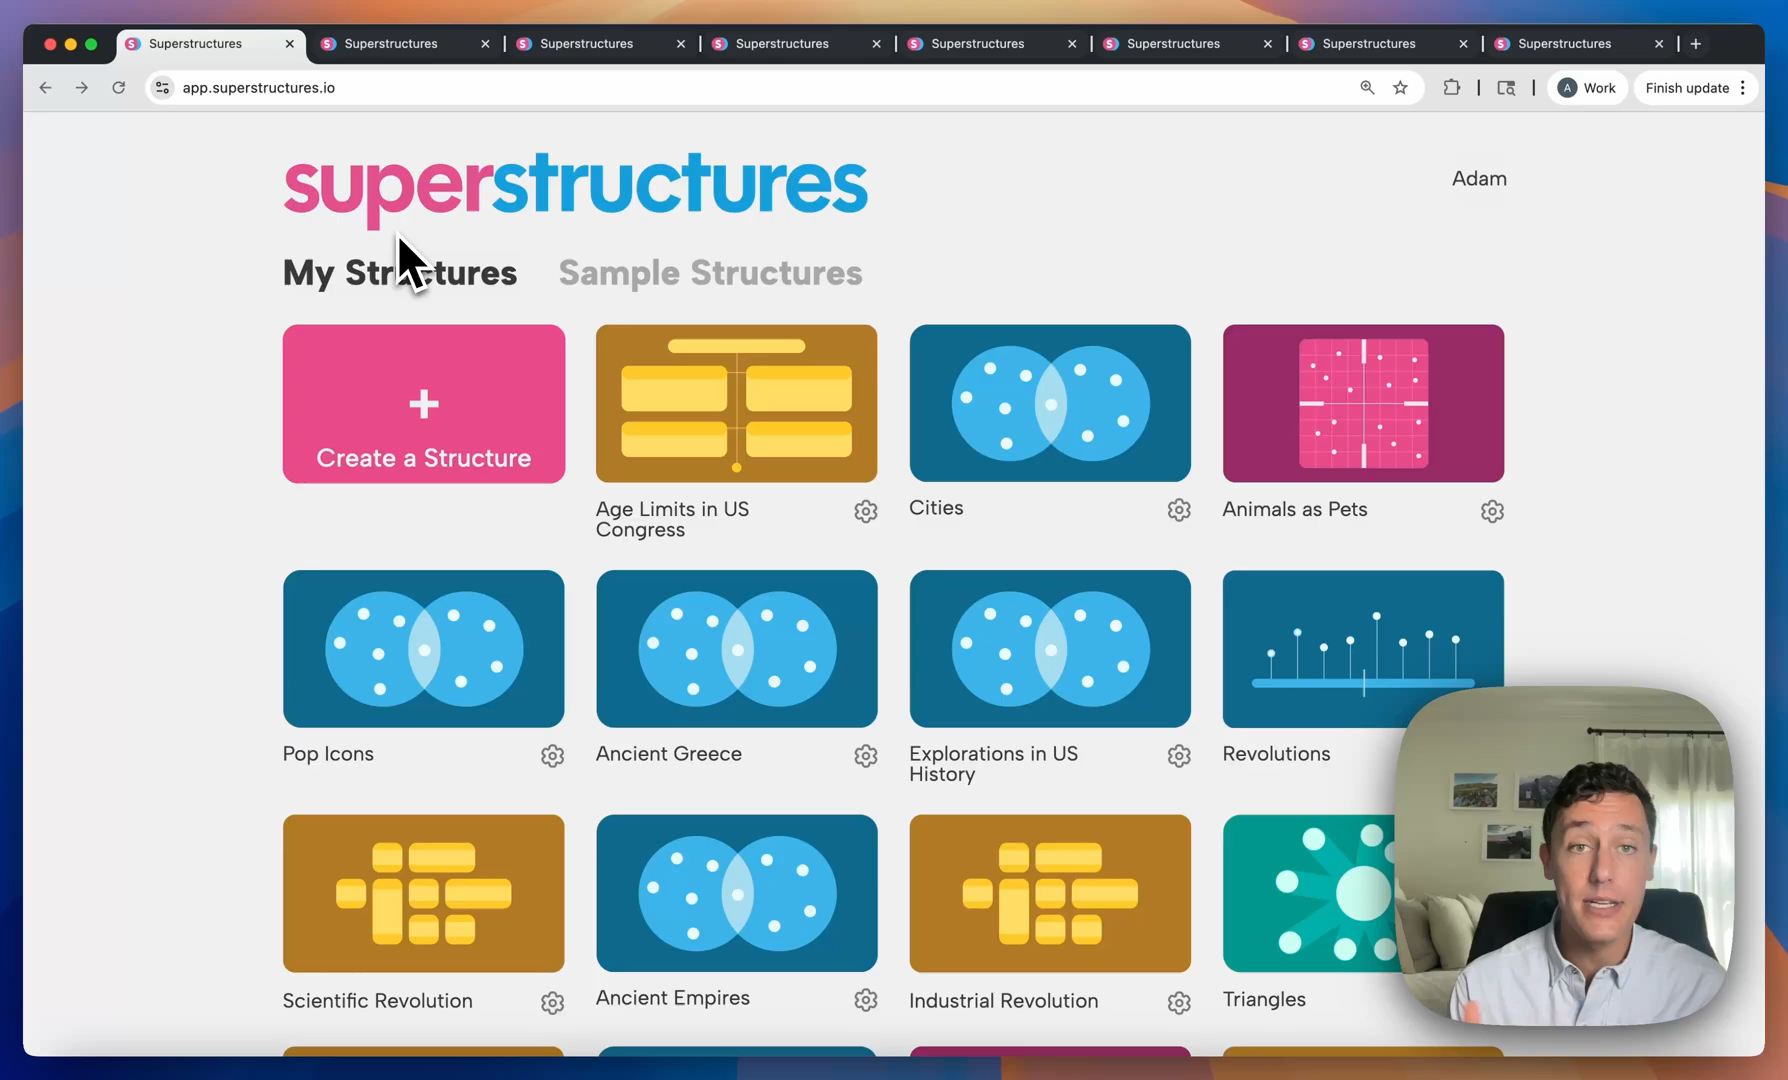 Superstructures
Superstructures
Superstructures
Superstructures
Superstructures
Superstructures
Superstructures
Superstructures
app.superstructures.io
A
Work
Finish update
superstructures
Adam
My Structures
Sample Structures
+
Create a Structure
Age Limits in US
Congress
Cities
Animals as Pets
Pop Icons
Ancient Greece
Explorations in US
History
Revolutions
Scientific Revolution
Ancient Empires
Industrial Revolution
Triangles